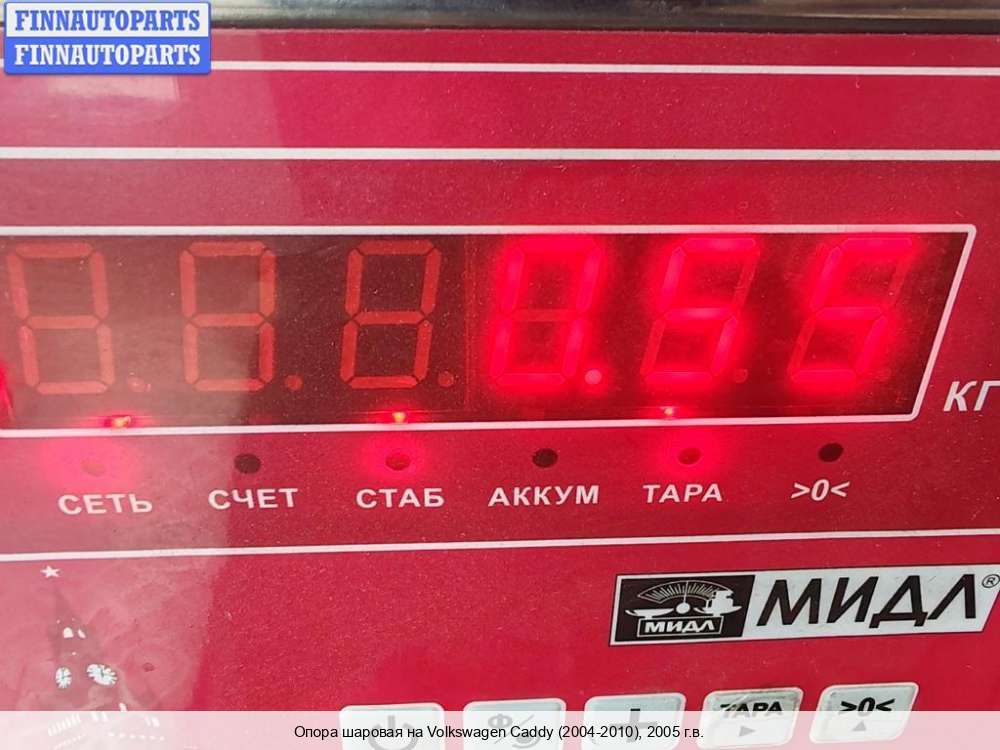 FINNAUTOPARTS
FINNAUTOPARTS
0.55
КГ
СЕТЬ СЧЕТ СТАБ АККУМ ТАРА >0<
МИДЛ МИДЛ®
ТАРА >0<
Опора шаровая на Volkswagen Caddy (2004-2010), 2005 г.в.